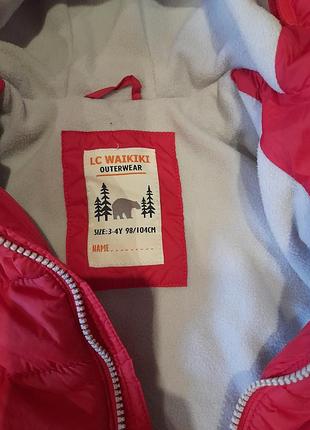 LC WAIKIKI
OUTERWEAR
SIZE:3-4Y 98/104CM
NAME..........